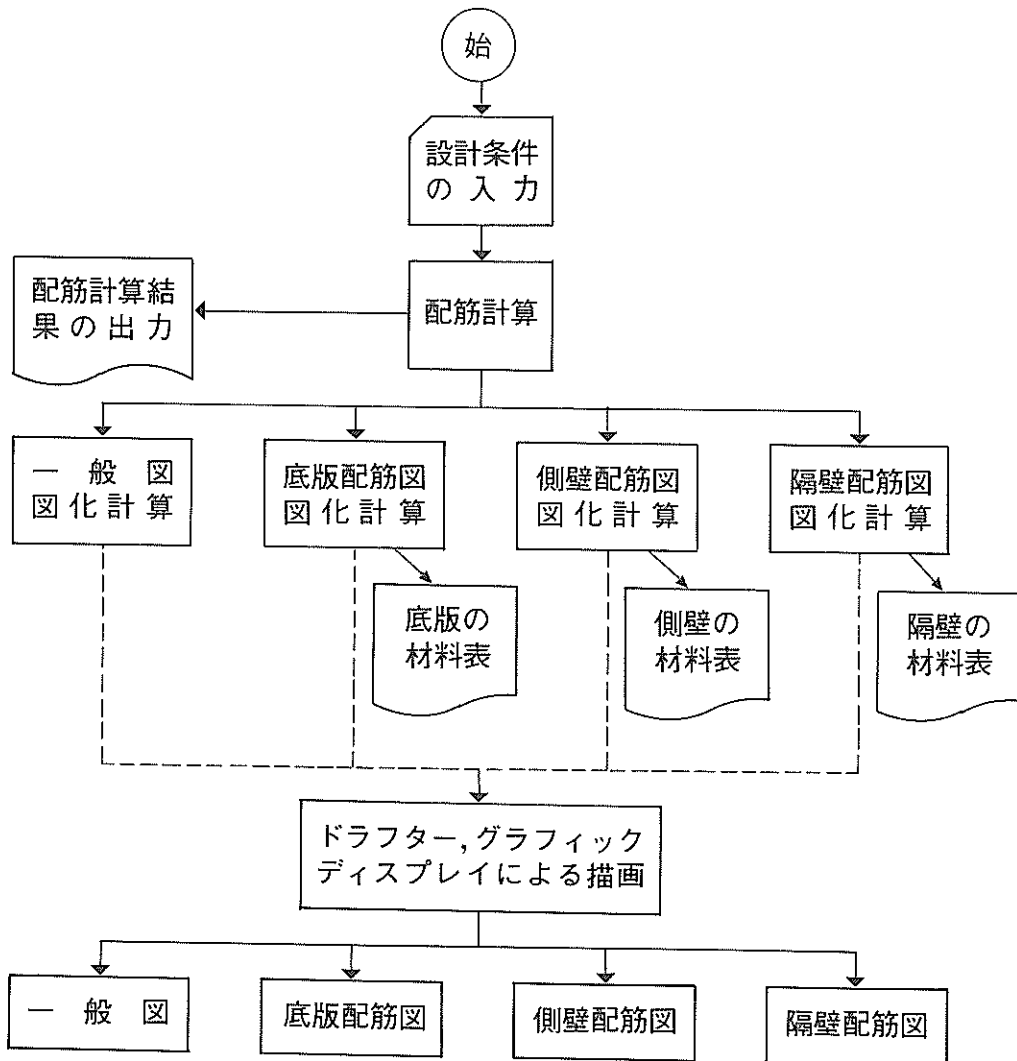 始
設計条件
の入力
配筋計算結
果の出力
配筋計算
一般図
図化計算
底版配筋図
図化計算
側壁配筋図
図化計算
隔壁配筋図
図化計算
底版の
材料表
側壁の
材料表
隔壁の
材料表
ドラフター,グラフィック
ディスプレイによる描画
一般図
底版配筋図
側壁配筋図
隔壁配筋図